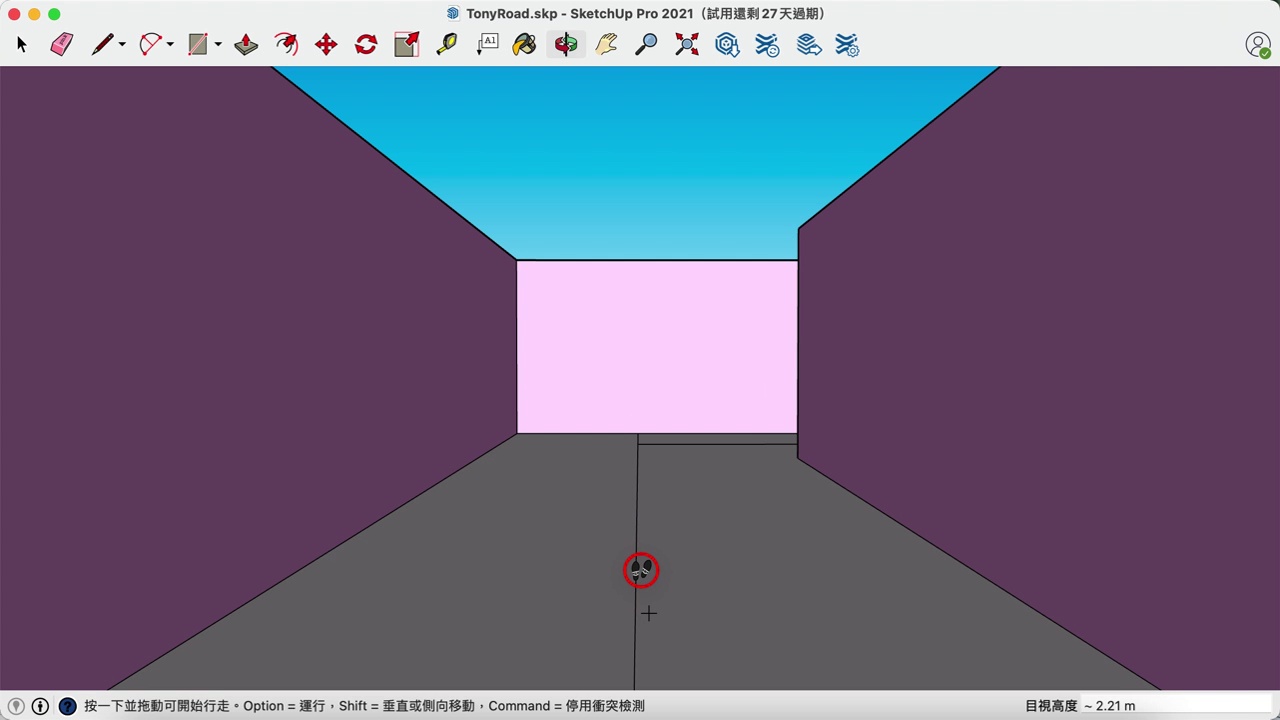 TonyRoad.skp - SketchUp Pro 2021（試用還剩 27 天過期）
A1
按一下並拖動可開始行走。Option = 運行，Shift = 垂直或側向移動，Command = 停用衝突檢測
目視高度 ~ 2.21 m